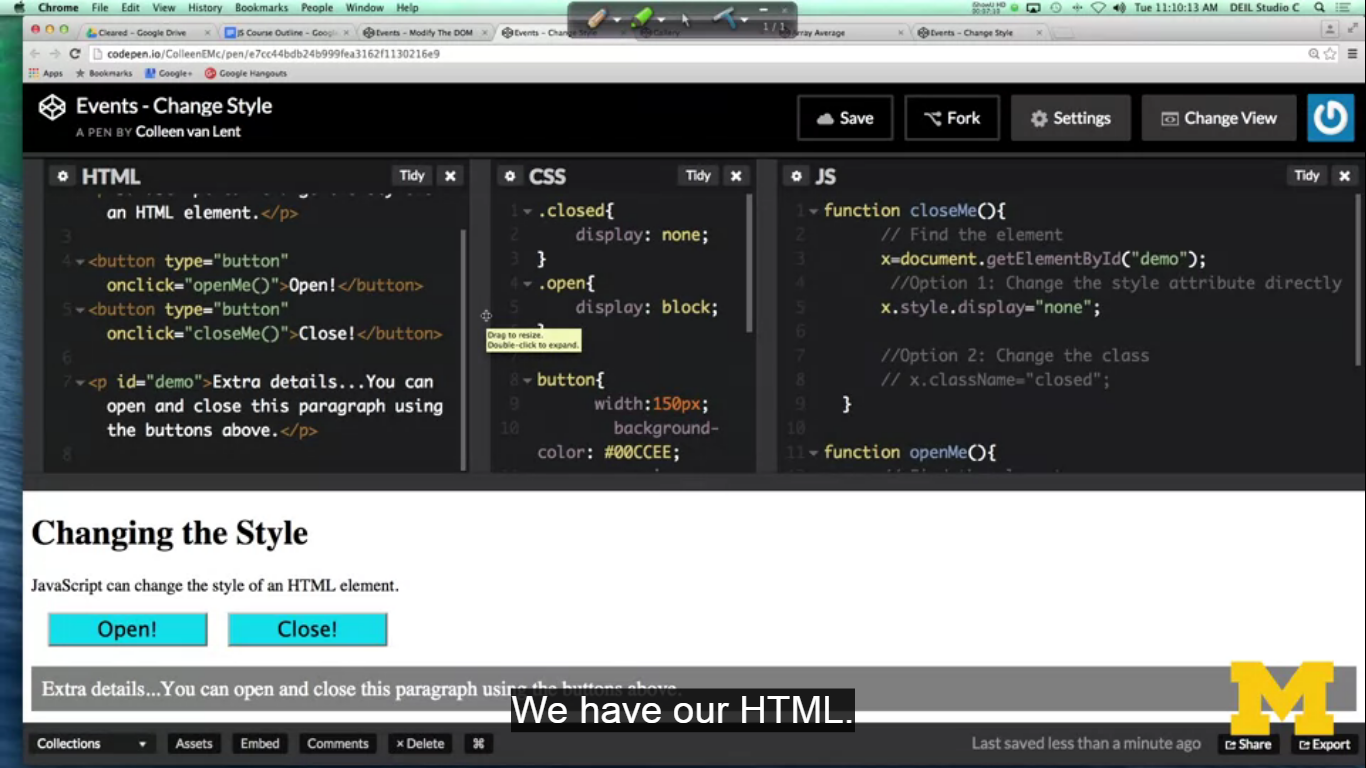 Chrome File Edit View History Bookmarks People Window Help
Tue 11:10:13 AM DEIL Studio C
1 / 1
Cleared – Google Drive
JS Course Outline – Googl
Events - Modify The DOM
Events - Change Style
Array Average
Events - Change Style
codepen.io/ColleenEMc/pen/e7cc44bdb24b999fea3162f1130216e9
Apps Bookmarks Google+ Google Hangouts
Events - Change Style
A PEN BY Colleen van Lent
Save Fork Settings Change View
HTML Tidy
an HTML element.</p>
3
4 <button type="button"
onclick="openMe()">Open!</button>
5 <button type="button"
onclick="closeMe()">Close!</button>
6
7 <p id="demo">Extra details...You can
open and close this paragraph using
the buttons above.</p>
8
CSS Tidy
1 .closed{
2 display: none;
3 }
4 .open{
5 display: block;
Drag to resize.
Double-click to expand.
8 button{
9 width:150px;
10 background-
color: #00CCEE;
JS Tidy
1 function closeMe(){
2 // Find the element
3 x=document.getElementById("demo");
4 //Option 1: Change the style attribute directly
5 x.style.display="none";
6
7 //Option 2: Change the class
8 // x.className="closed";
9 }
10
11 function openMe(){
Changing the Style
JavaScript can change the style of an HTML element.
Open! Close!
Extra details...You can open and close this paragraph using the buttons above.
We have our HTML.
M
Collections Assets Embed Comments × Delete ⌘
Last saved less than a minute ago Share Export